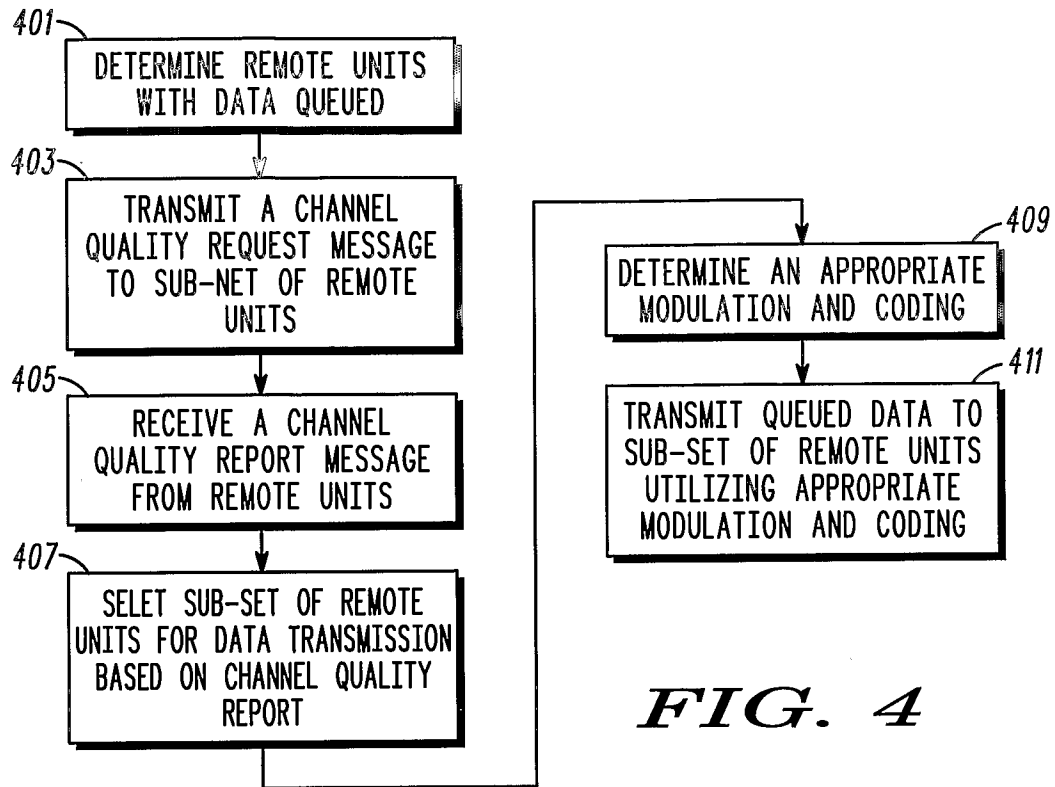 401
DETERMINE REMOTE UNITS
WITH DATA QUEUED
403
TRANSMIT A CHANNEL
QUALITY REQUEST MESSAGE
TO SUB-NET OF REMOTE
UNITS
405
RECEIVE A CHANNEL
QUALITY REPORT MESSAGE
FROM REMOTE UNITS
407
SELET SUB-SET OF REMOTE
UNITS FOR DATA TRANSMISSION
BASED ON CHANNEL QUALITY
REPORT
409
DETERMINE AN APPROPRIATE
MODULATION AND CODING
411
TRANSMIT QUEUED DATA TO
SUB-SET OF REMOTE UNITS
UTILIZING APPROPRIATE
MODULATION AND CODING
FIG. 4